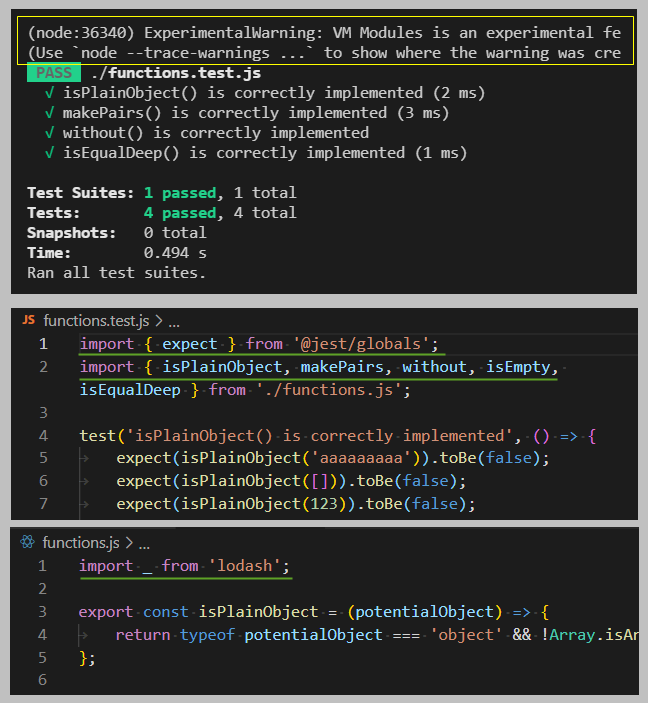 (node:36340) ExperimentalWarning: VM Modules is an experimental fe
(Use `node --trace-warnings ...` to show where the warning was cre
PASS ./functions.test.js
√ isPlainObject() is correctly implemented (2 ms)
√ makePairs() is correctly implemented (3 ms)
√ without() is correctly implemented
√ isEqualDeep() is correctly implemented (1 ms)
Test Suites: 1 passed, 1 total
Tests: 4 passed, 4 total
Snapshots: 0 total
Time: 0.494 s
Ran all test suites.
JS functions.test.js > ...
1 import { expect } from '@jest/globals';
2 import { isPlainObject, makePairs, without, isEmpty,
isEqualDeep } from './functions.js';
3
4 test('isPlainObject() is correctly implemented', () => {
5 expect(isPlainObject('aaaaaaaaa')).toBe(false);
6 expect(isPlainObject([])).toBe(false);
7 expect(isPlainObject(123)).toBe(false);
functions.js > ...
1 import _ from 'lodash';
2
3 export const isPlainObject = (potentialObject) => {
4 return typeof potentialObject === 'object' && !Array.isAr
5 };
6